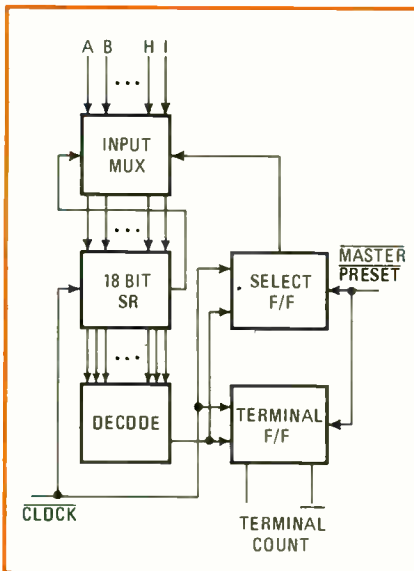 A B ... H I
INPUT
MUX
...
18 BIT
SR
...
DECODE
SELECT
F/F
MASTER
PRESET
TERMINAL
F/F
CLOCK
TERMINAL
COUNT